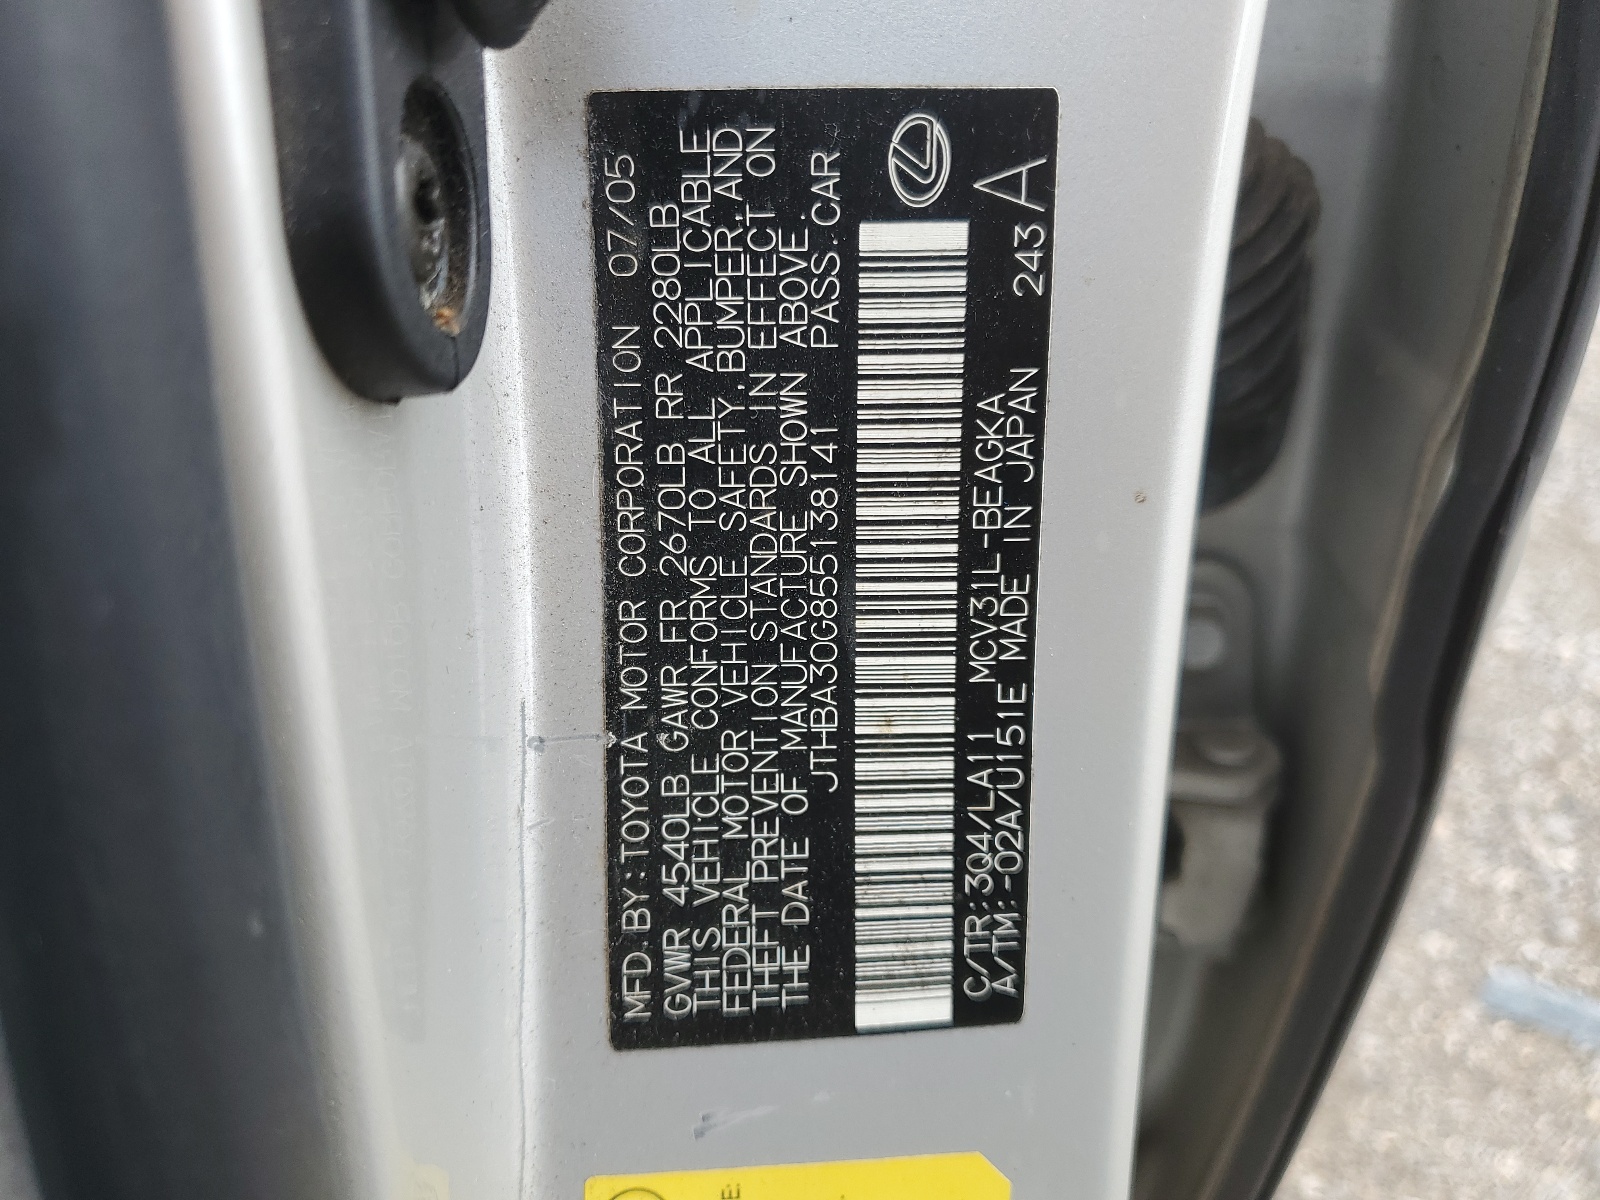 MFD.BY:TOYOTA MOTOR CORPORATION 07/05
GVWR 4540LB GAWR FR 2670LB RR 2280LB
THIS VEHICLE CONFORMS TO ALL APPLICABLE
FEDERAL MOTOR VEHICLE SAFETY,BUMPER,AND
THEFT PREVENTION STANDARDS IN EFFECT ON
THE DATE OF MANUFACTURE SHOWN ABOVE.
JTHBA30G855138141 PASS.CAR
C/TR:3Q4/LA11 MCV31L-BEAGKA
A/TM:-02A/U151E MADE IN JAPAN 243 A
E: